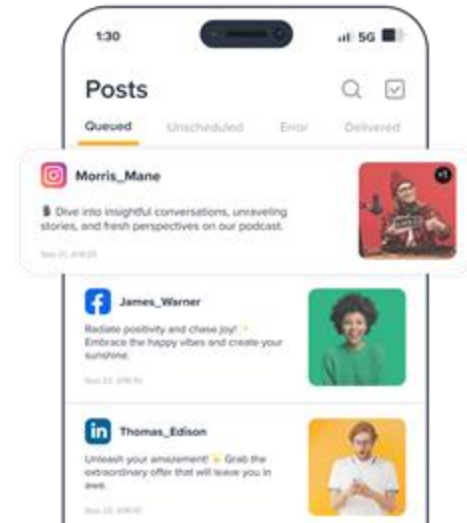 1:30
5G
Posts
Queued Unscheduled Error Delivered
Morris_Mane
+1
Dive into insightful conversations, unraveling
stories, and fresh perspectives on our podcast.
James_Warner
Radiate positivity and chase joy!
Embrace the happy vibes and create your
sunshine.
in Thomas_Edison
Unleash your amazement! Grab the
extraordinary offer that will leave you in
awe.